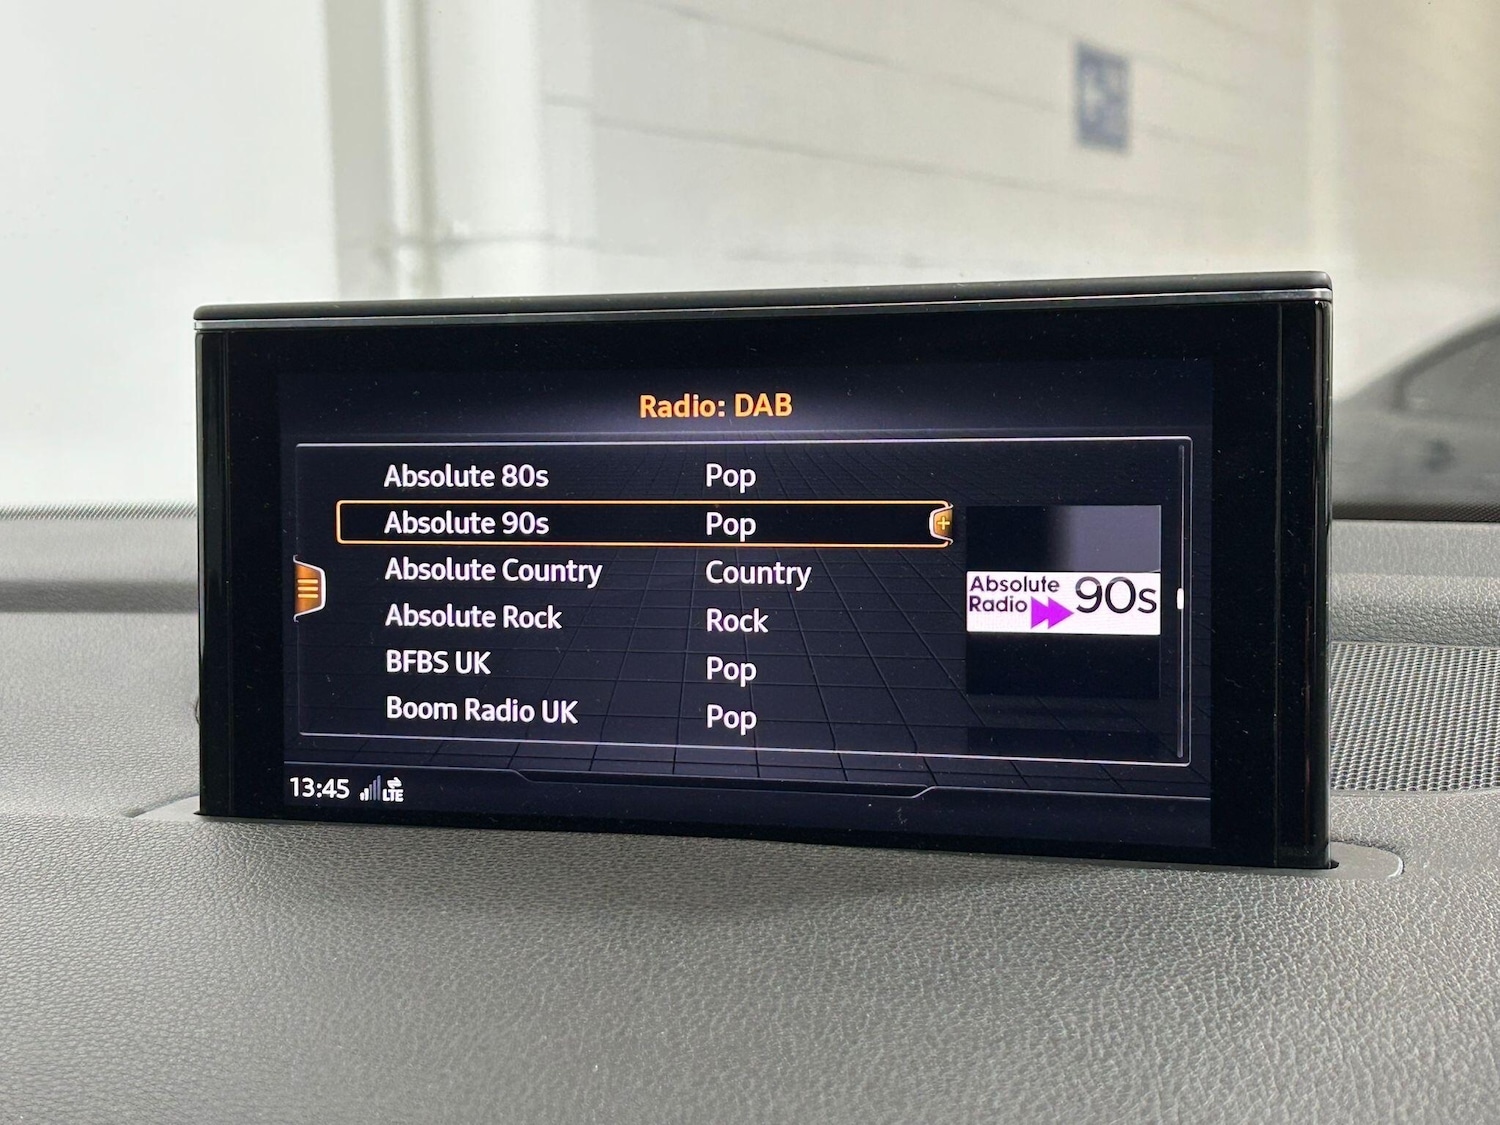 Radio: DAB
Absolute 80s Pop
Absolute 90s Pop
Absolute Country Country
Absolute Rock Rock
BFBS UK Pop
Boom Radio UK Pop
Absolute
Radio 90s
13:45 LTE